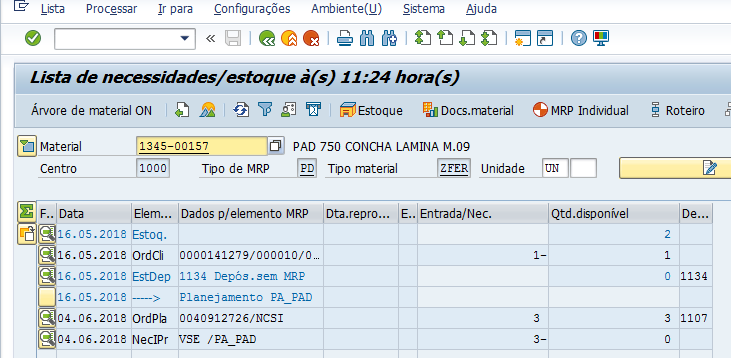 Lista Processar Ir para Configurações Ambiente(U) Sistema Ajuda
Lista de necessidades/estoque à(s) 11:24 hora(s)
Árvore de material ON Estoque Docs.material MRP Individual Roteiro
Material 1345-00157 PAD 750 CONCHA LAMINA M.09
Centro 1000 Tipo de MRP PD Tipo material ZFER Unidade UN
F.. Data Elem... Dados p/elemento MRP Dta.repro... E.. Entrada/Nec. Qtd.disponível De...
16.05.2018 Estoq. 2
16.05.2018 OrdCli 0000141279/000010/0... 1- 1
16.05.2018 EstDep 1134 Depós.sem MRP 0 1134
16.05.2018 -----> Planejamento PA_PAD
04.06.2018 OrdPla 0040912726/NCSI 3 3 1107
04.06.2018 NecIPr VSE /PA_PAD 3- 0